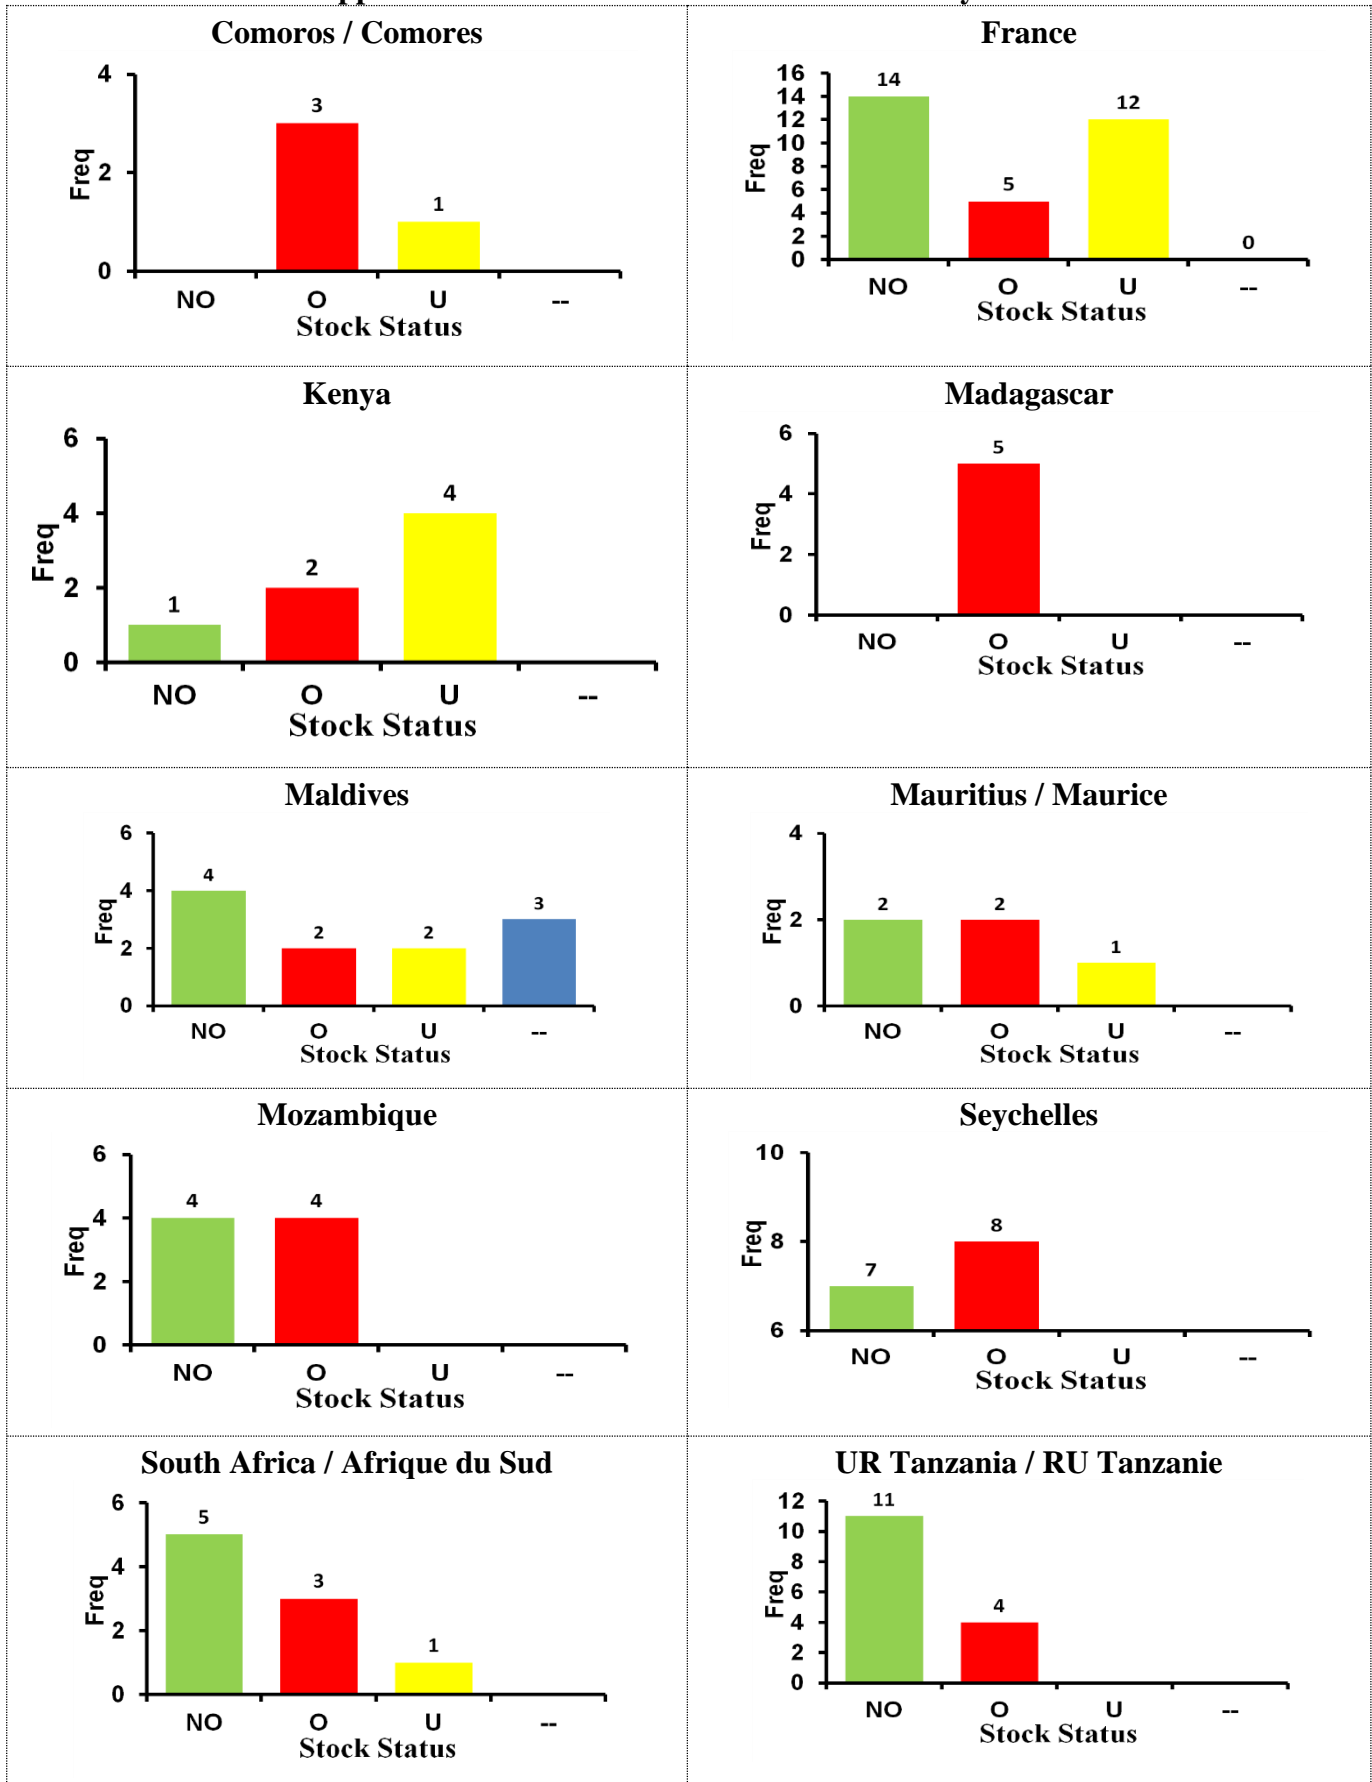 Comoros / Comores
4
3
Freq
2
1
0
NO O U --
Stock Status
France
16
14
14
12
12
10
Freq
8
6
5
4
2
0
0
NO O U --
Stock Status
Kenya
6
4
4
Freq
2
2
1
0
NO O U --
Stock Status
Madagascar
6
5
4
Freq
2
0
NO O U --
Stock Status
Maldives
6
4
4
3
Freq
2 2
2
0
NO O U --
Stock Status
Mauritius / Maurice
4
2 2
2
Freq
1
0
NO O U --
Stock Status
Mozambique
6
4 4
4
Freq
2
0
NO O U --
Stock Status
Seychelles
10
8
8
Freq
7
6
NO O U --
Stock Status
South Africa / Afrique du Sud
6
5
4
3
Freq
2
1
0
NO O U --
Stock Status
UR Tanzania / RU Tanzanie
12
11
10
8
Freq
6
4
4
2
0
NO O U --
Stock Status